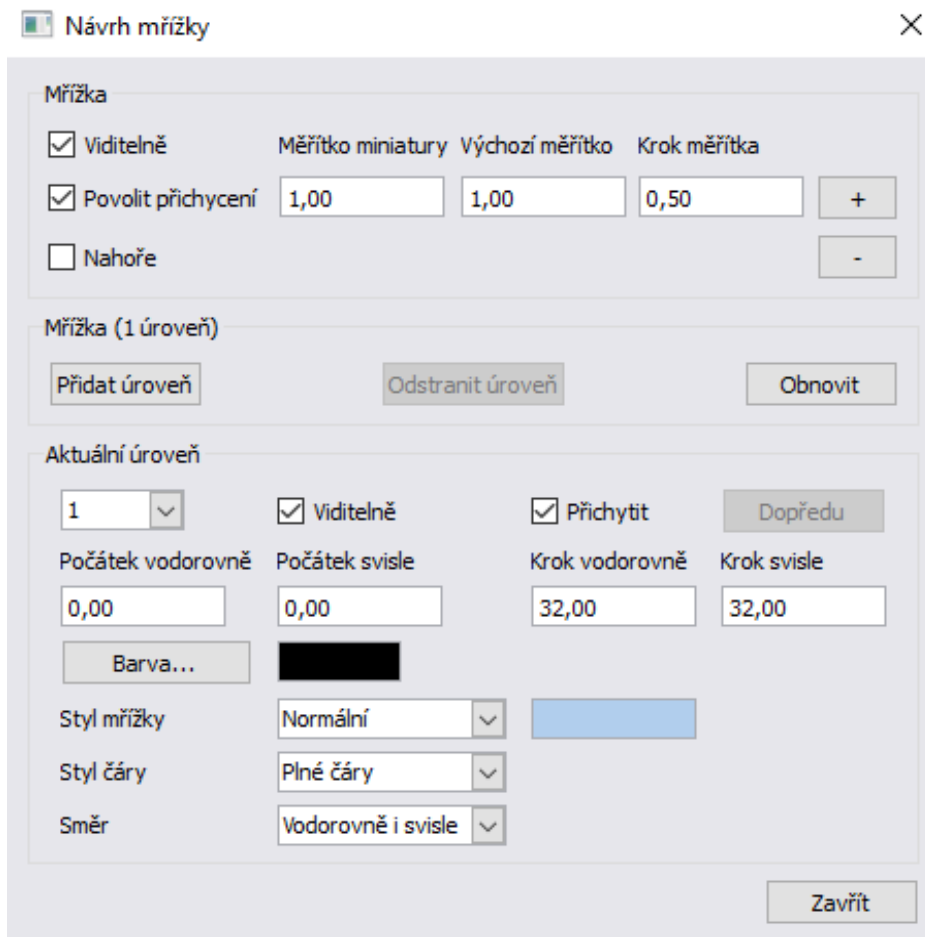 Návrh mřížky
Mřížka
Viditelně Měřítko miniatury Výchozí měřítko Krok měřítka
Povolit přichycení 1,00 1,00 0,50 +
Nahoře -
Mřížka (1 úroveň)
Přidat úroveň Odstranit úroveň Obnovit
Aktuální úroveň
1 Viditelně Přichytit Dopředu
Počátek vodorovně Počátek svisle Krok vodorovně Krok svisle
0,00 0,00 32,00 32,00
Barva...
Styl mřížky Normální
Styl čáry Plné čáry
Směr Vodorovně i svisle
Zavřít